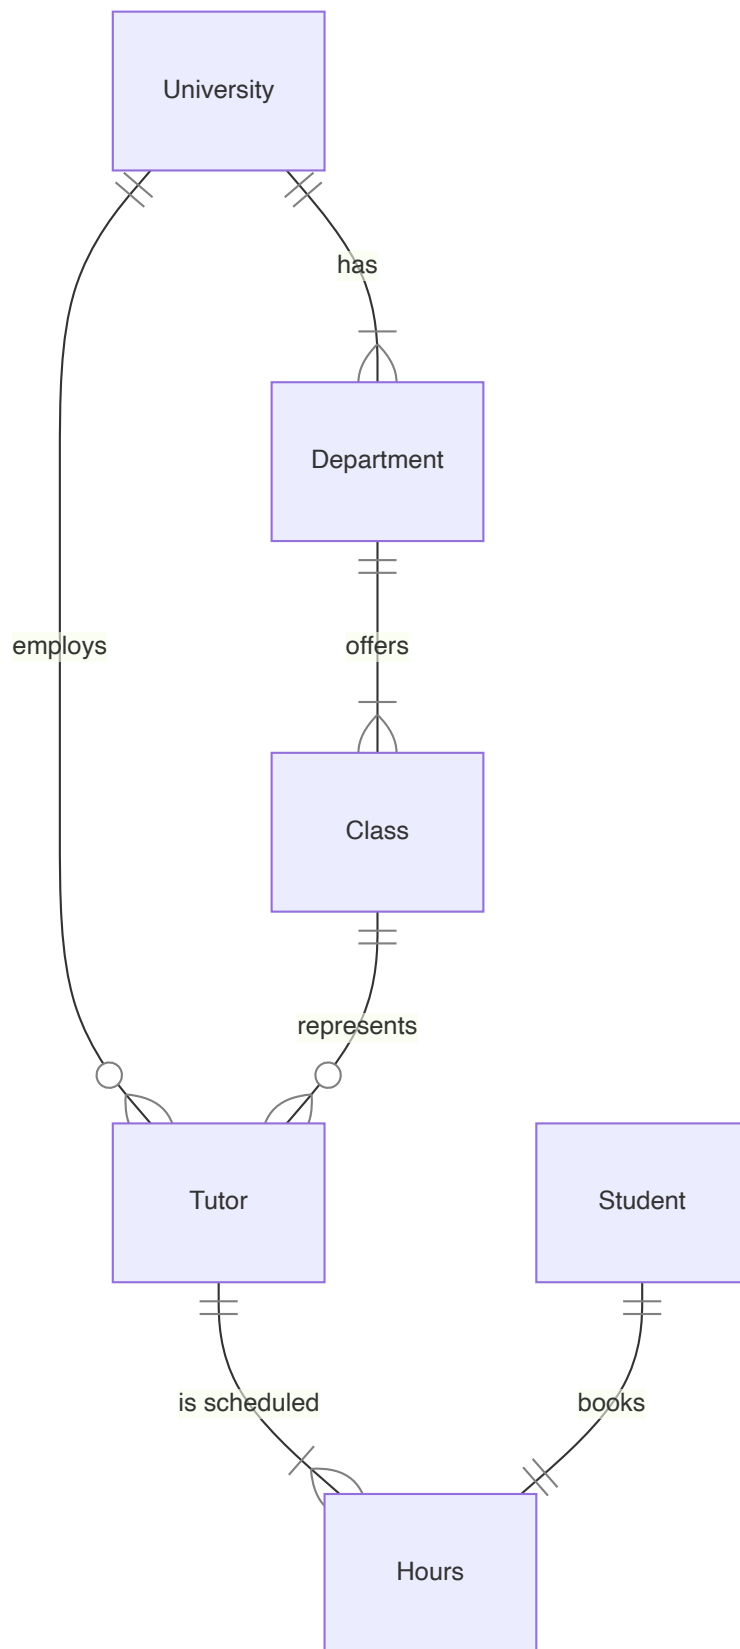 University
has
Department
employs
offers
Class
represents
Tutor
Student
is scheduled
books
Hours